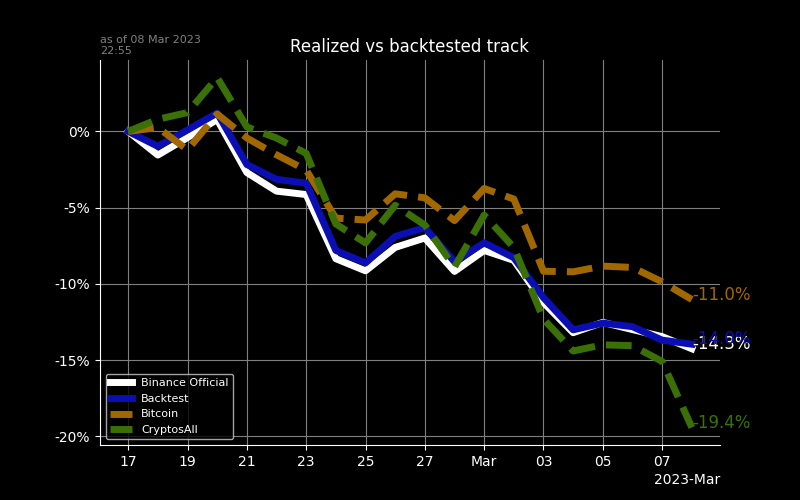 as of 08 Mar 2023
22:55
Realized vs backtested track
0%
-5%
-10%
-15%
-20%
-11.0%
-14.0%
-14.3%
-19.4%
Binance Official
Backtest
Bitcoin
CryptosAll
17 19 21 23 25 27 Mar 03 05 07
2023-Mar